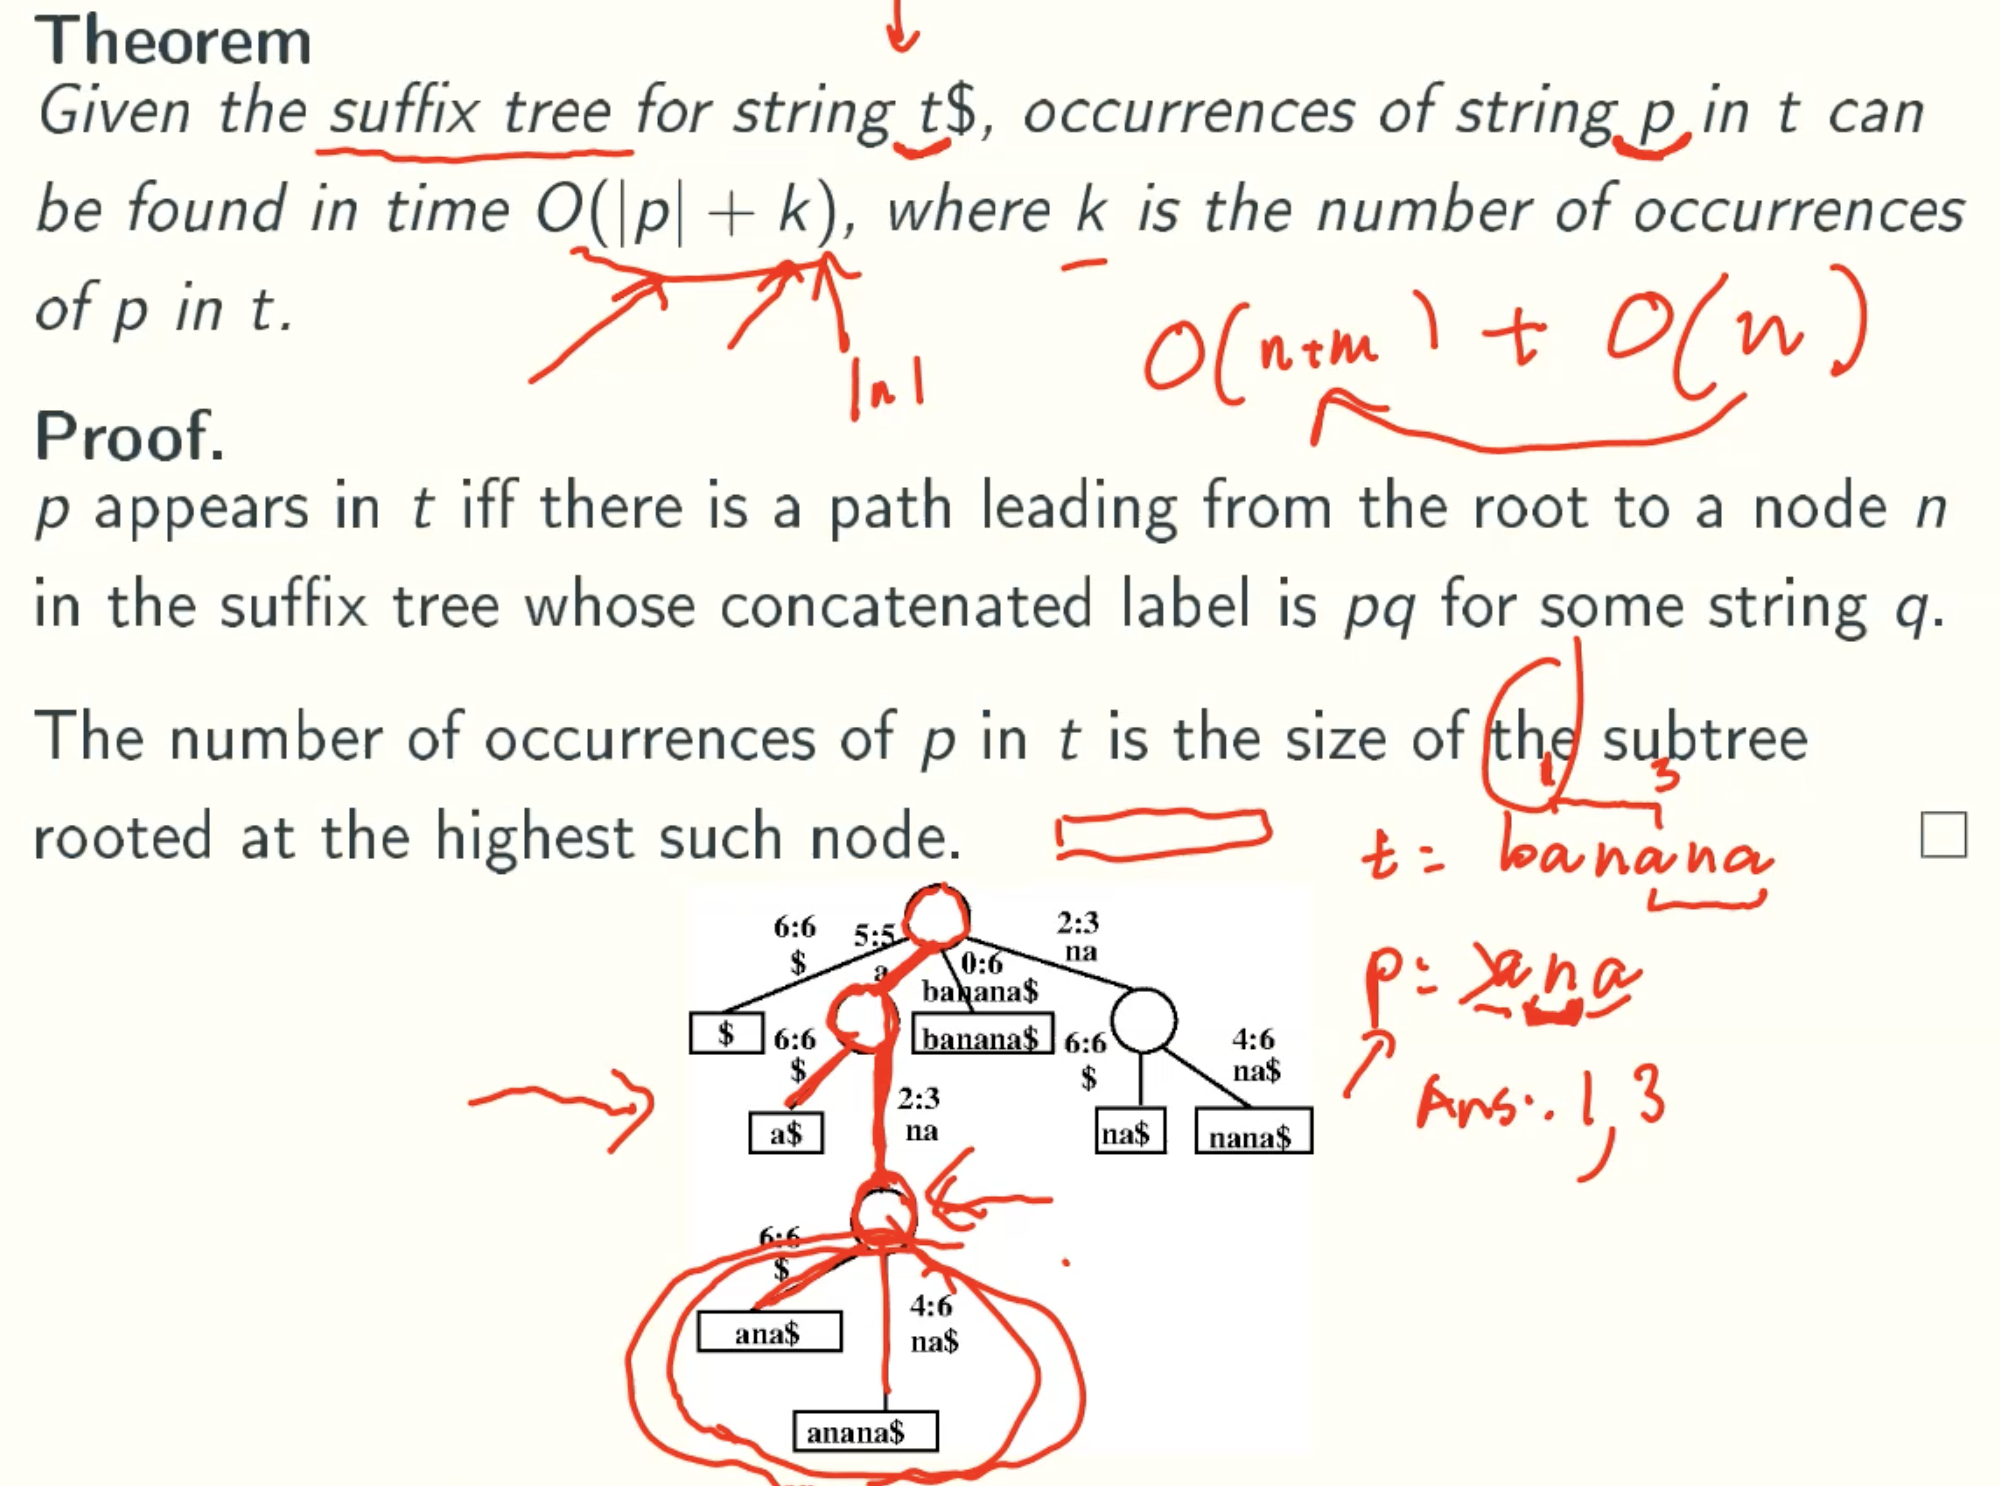 Theorem
Given the suffix tree for string t$, occurrences of string p in t can
be found in time O(|p| + k), where k is the number of occurrences
of p in t.
O(n+m) + O(n)
|n|
Proof.
p appears in t iff there is a path leading from the root to a node n
in the suffix tree whose concatenated label is pq for some string q.
The number of occurrences of p in t is the size of the subtree
1 3
rooted at the highest such node.
t = banana
6:6 5:5 2:3
$ a 0:6 na
banana$
p = ana
$ 6:6 banana$ 6:6 4:6
$ $ na$
2:3
na
Ans: 1, 3
a$ na$ nana$
6:6
$
4:6
na$
ana$
anana$